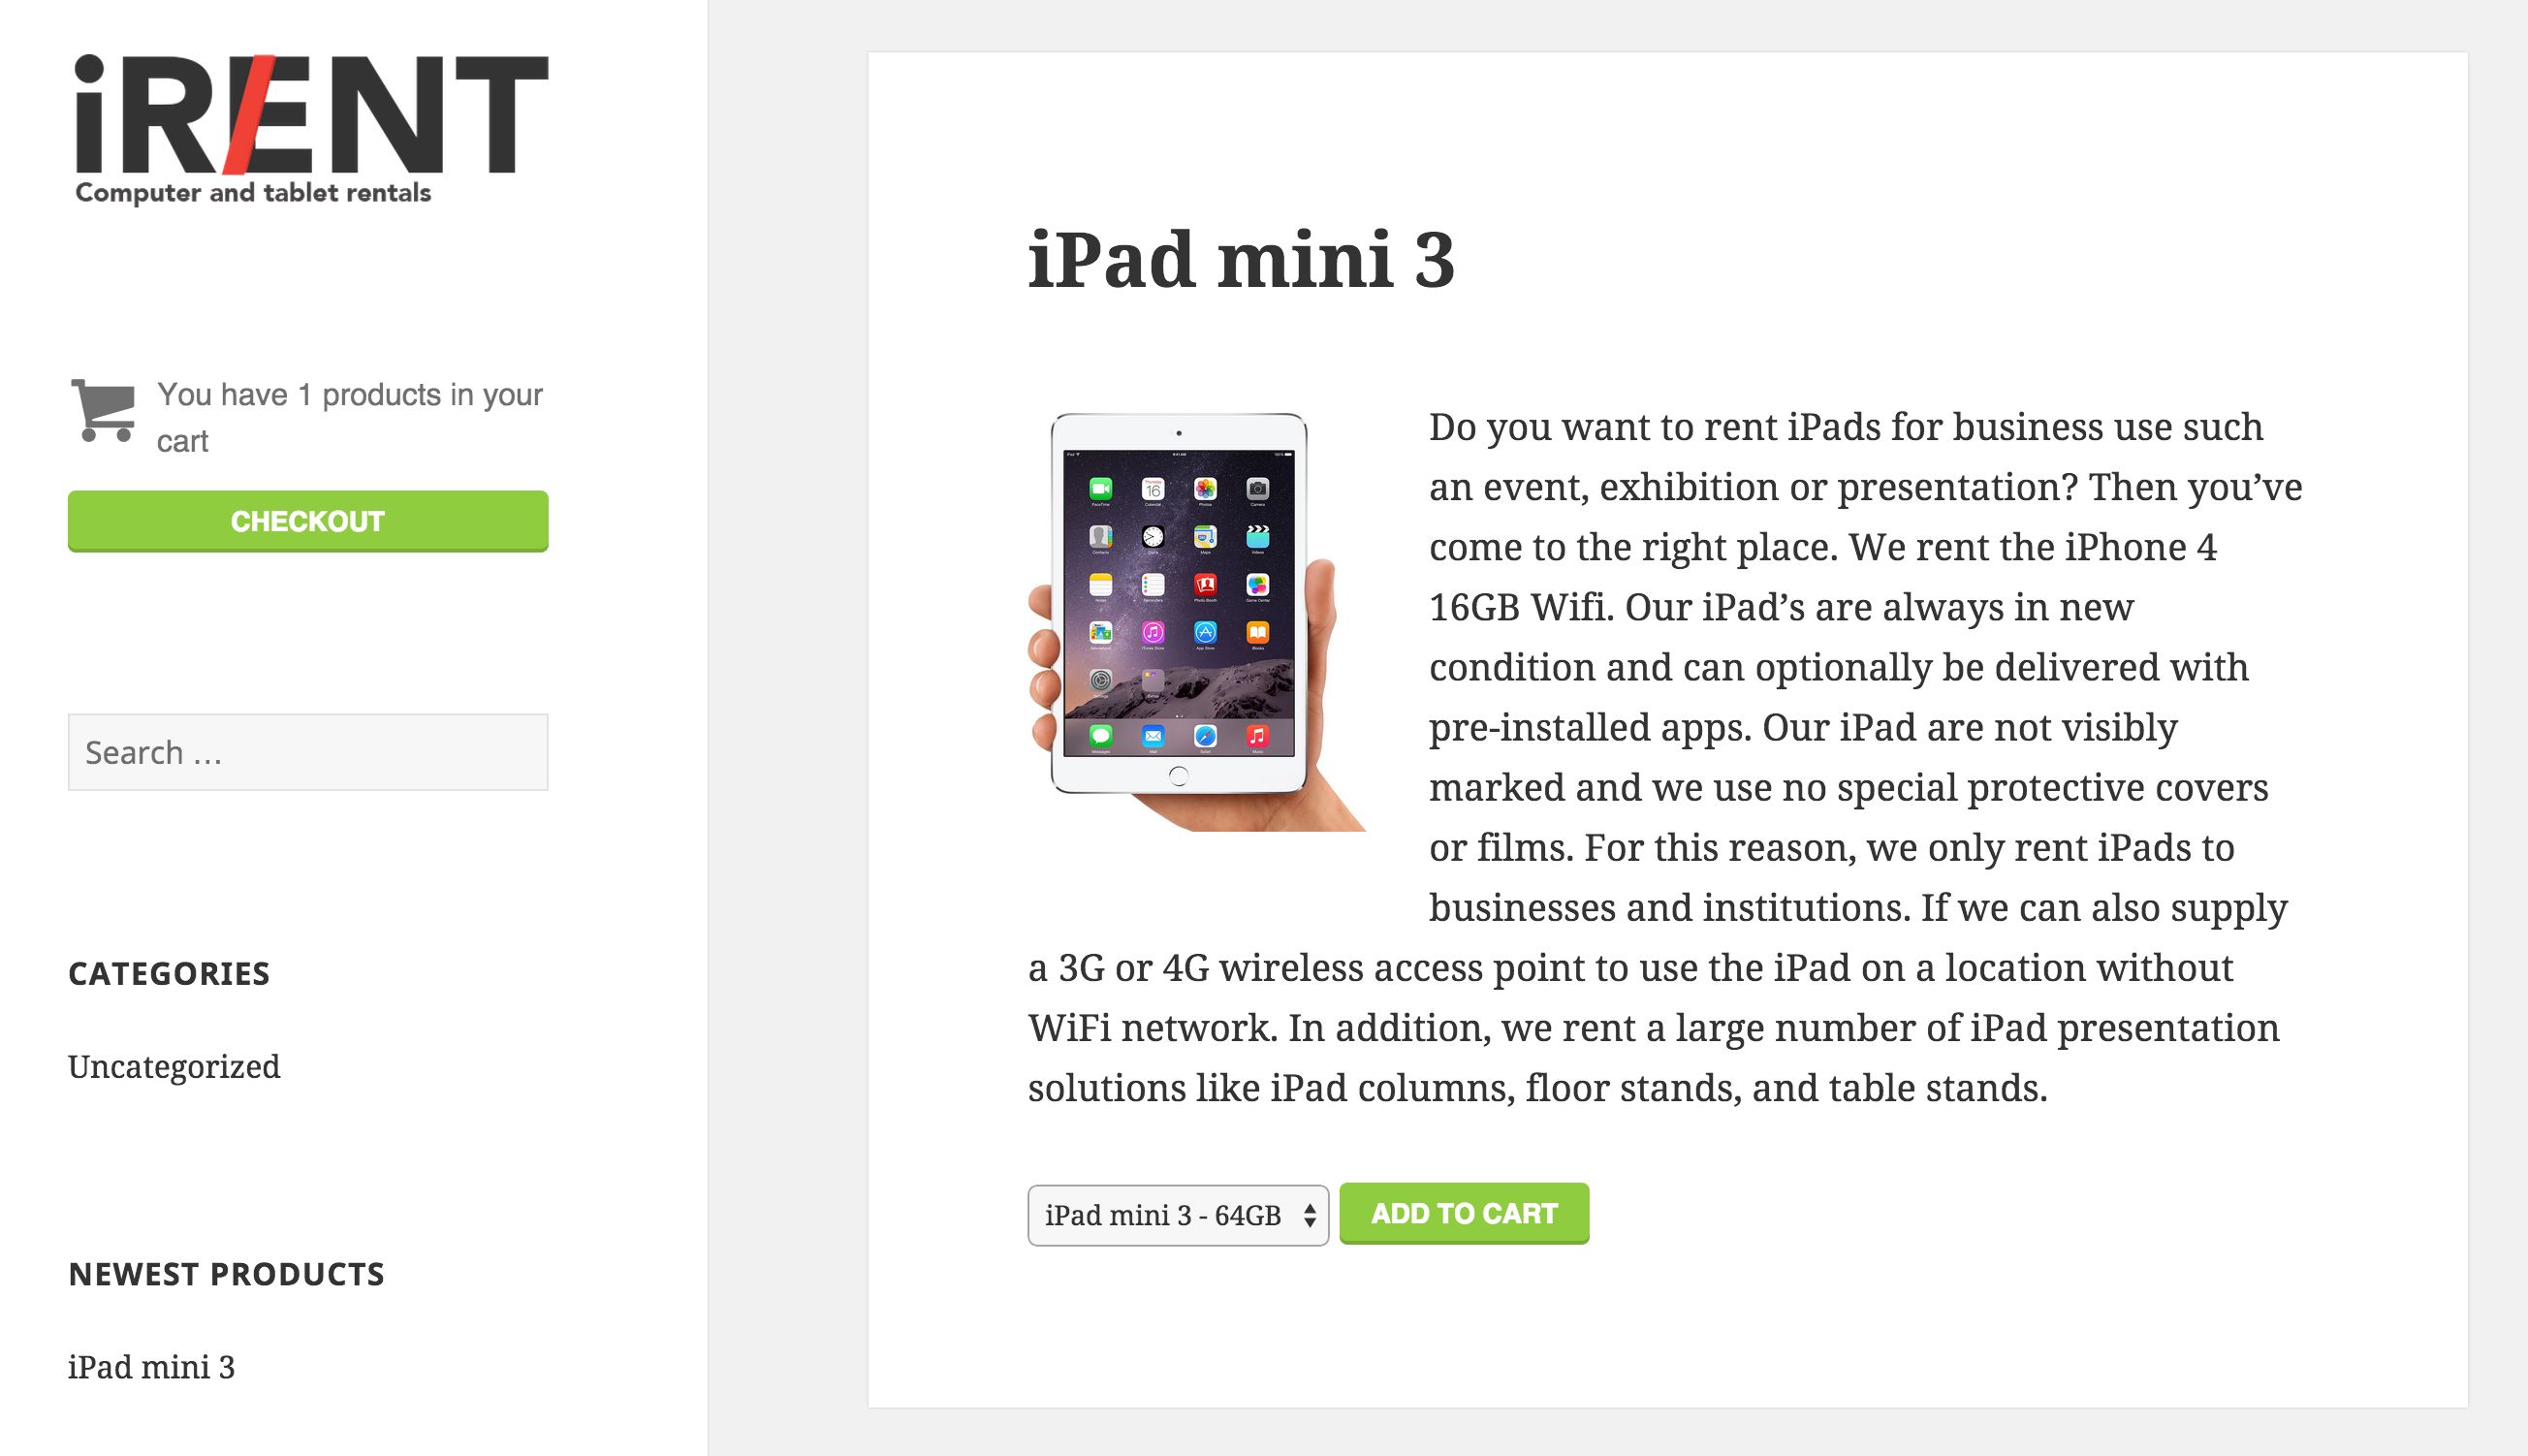 iRENT
Computer and tablet rentals
You have 1 products in your
cart
CHECKOUT
Search …
CATEGORIES
Uncategorized
NEWEST PRODUCTS
iPad mini 3
iPad mini 3
Do you want to rent iPads for business use such
an event, exhibition or presentation? Then you’ve
come to the right place. We rent the iPhone 4
16GB Wifi. Our iPad’s are always in new
condition and can optionally be delivered with
pre-installed apps. Our iPad are not visibly
marked and we use no special protective covers
or films. For this reason, we only rent iPads to
businesses and institutions. If we can also supply
a 3G or 4G wireless access point to use the iPad on a location without
WiFi network. In addition, we rent a large number of iPad presentation
solutions like iPad columns, floor stands, and table stands.
16
iPad mini 3 - 64GB
ADD TO CART